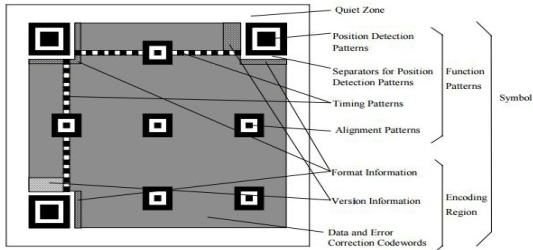 Quiet Zone
Position Detection
Patterns
Separators for Position
Detection Patterns
Function
Patterns
Timing Patterns
Symbol
Alignment Patterns
Format Information
Version Information
Encoding
Region
Data and Error
Correction Codewords